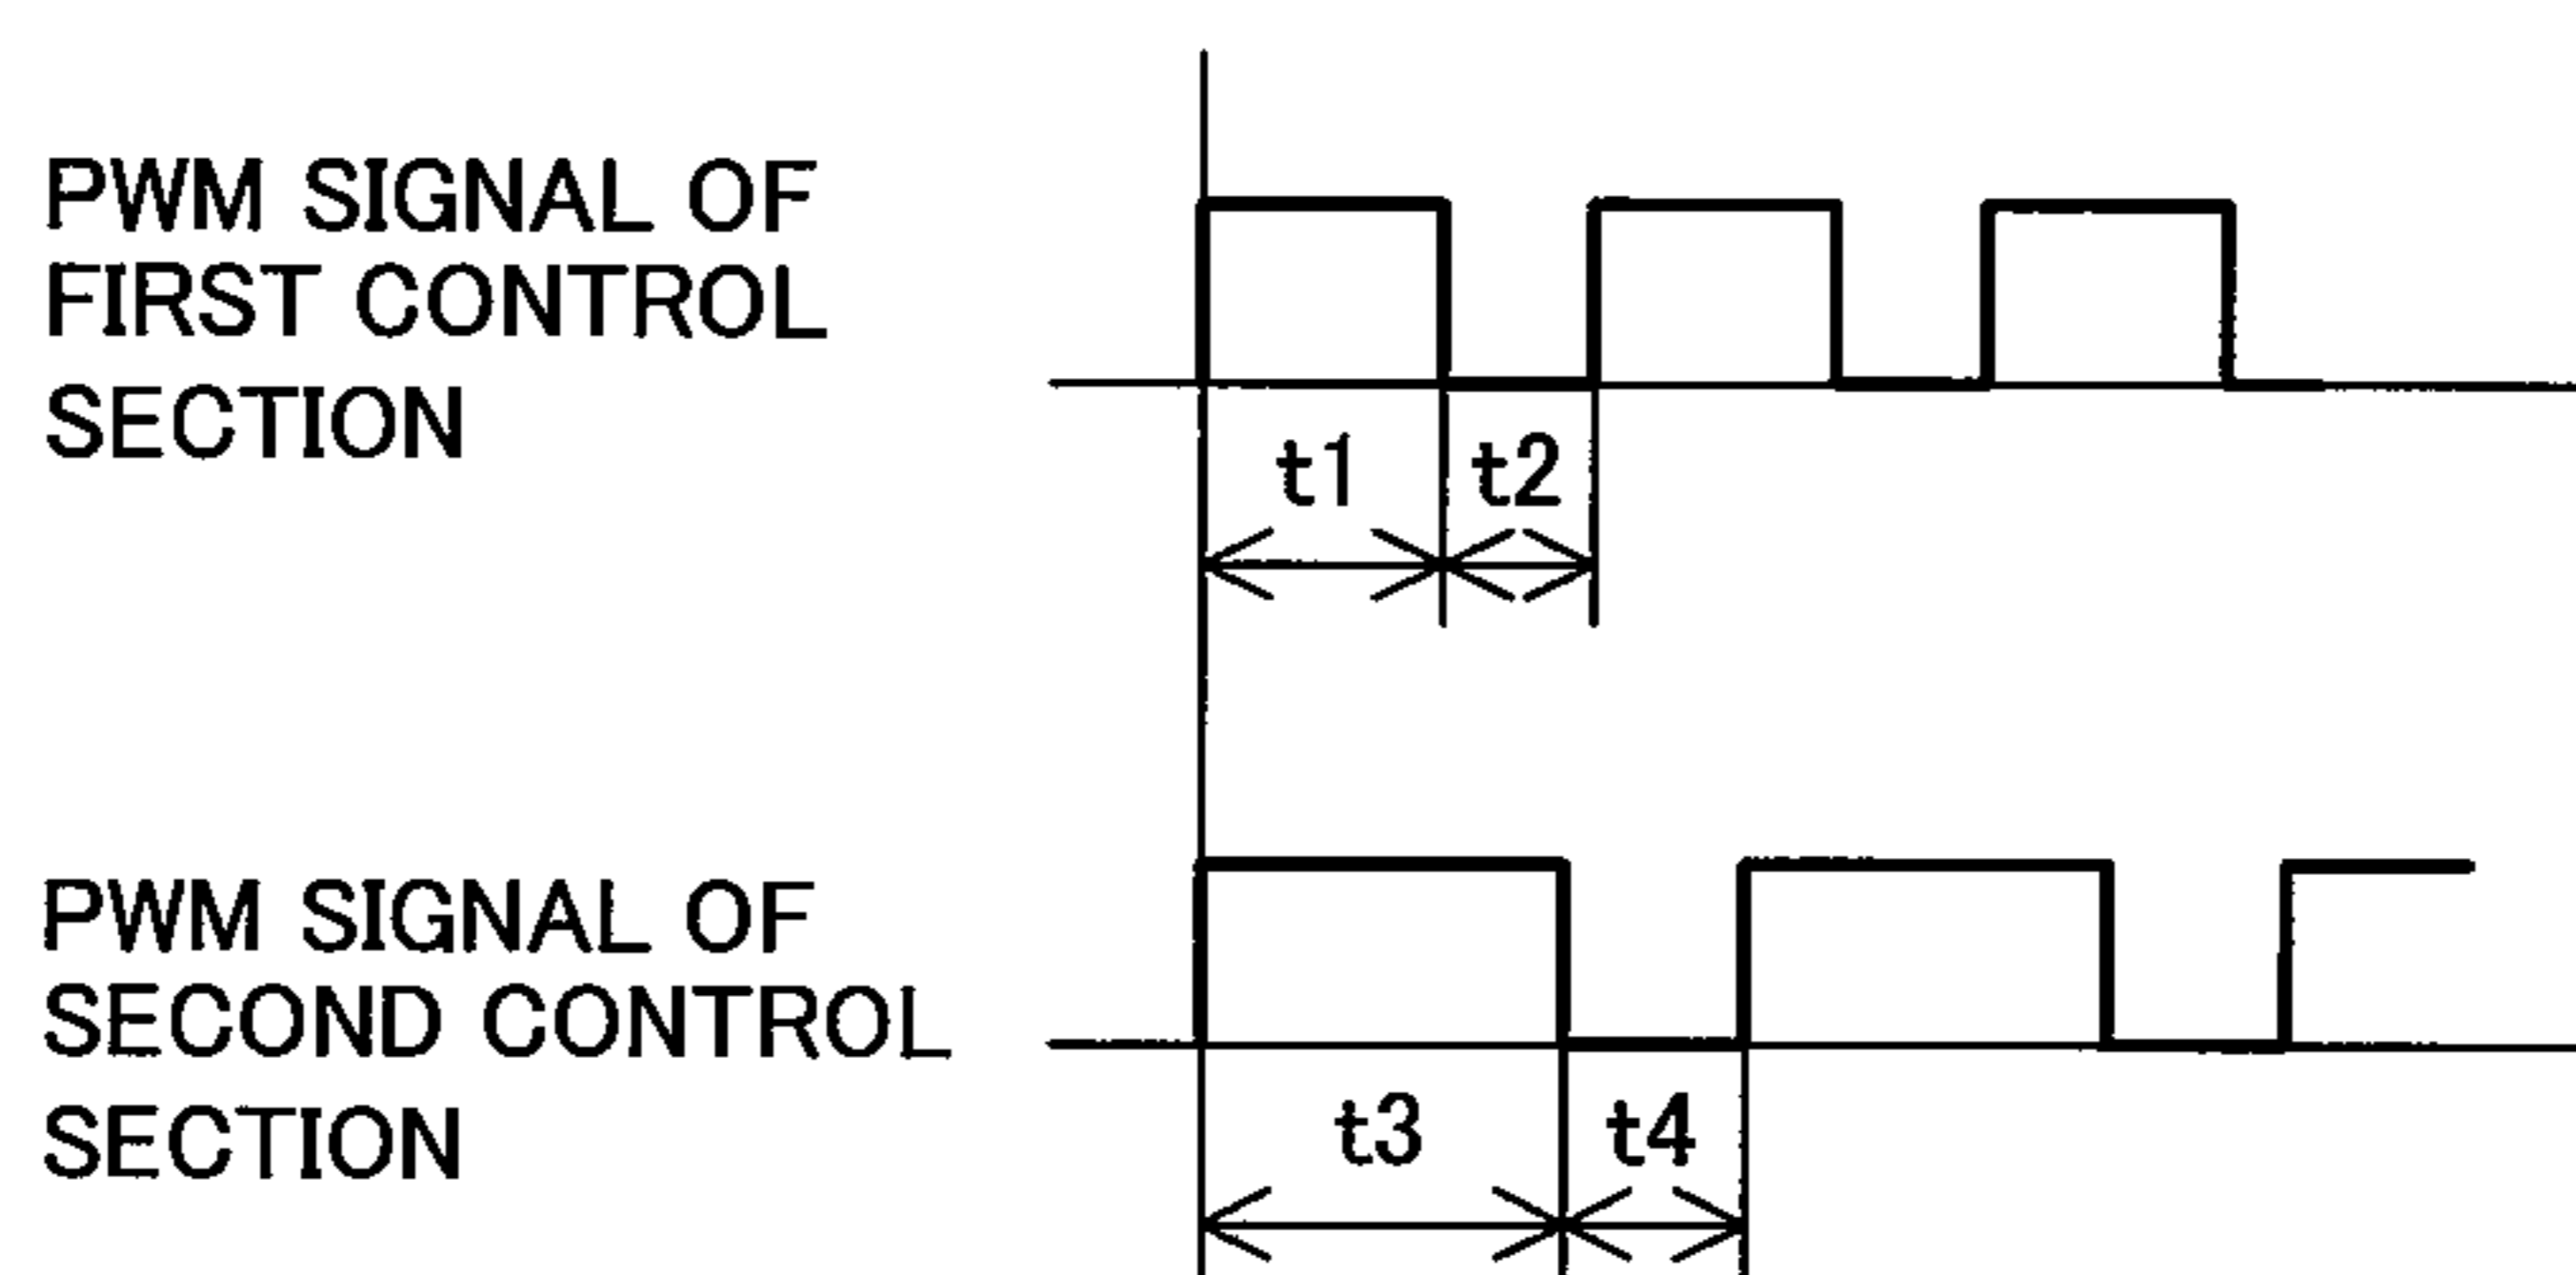 PWM SIGNAL OF
FIRST CONTROL
SECTION
t1
t2
PWM SIGNAL OF
SECOND CONTROL
SECTION
t3
t4